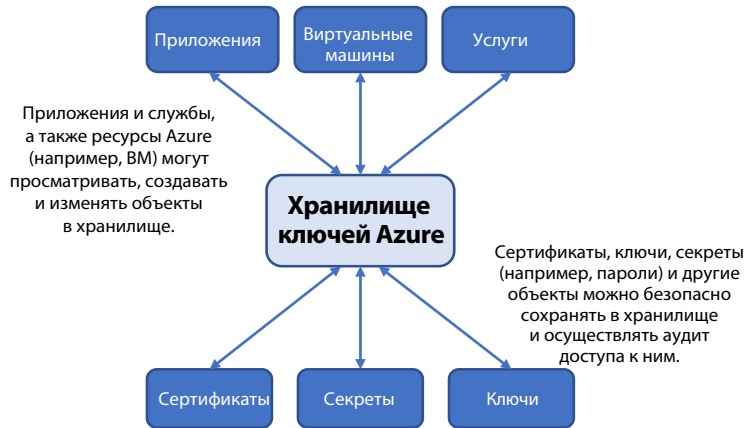 Приложения
Виртуальные
машины
Услуги
Приложения и службы,
а также ресурсы Azure
(например, ВМ) могут
просматривать, создавать
и изменять объекты
в хранилище.
Хранилище
ключей Azure
Сертификаты, ключи, секреты
(например, пароли) и другие
объекты можно безопасно
сохранять в хранилище
и осуществлять аудит
доступа к ним.
Сертификаты
Секреты
Ключи